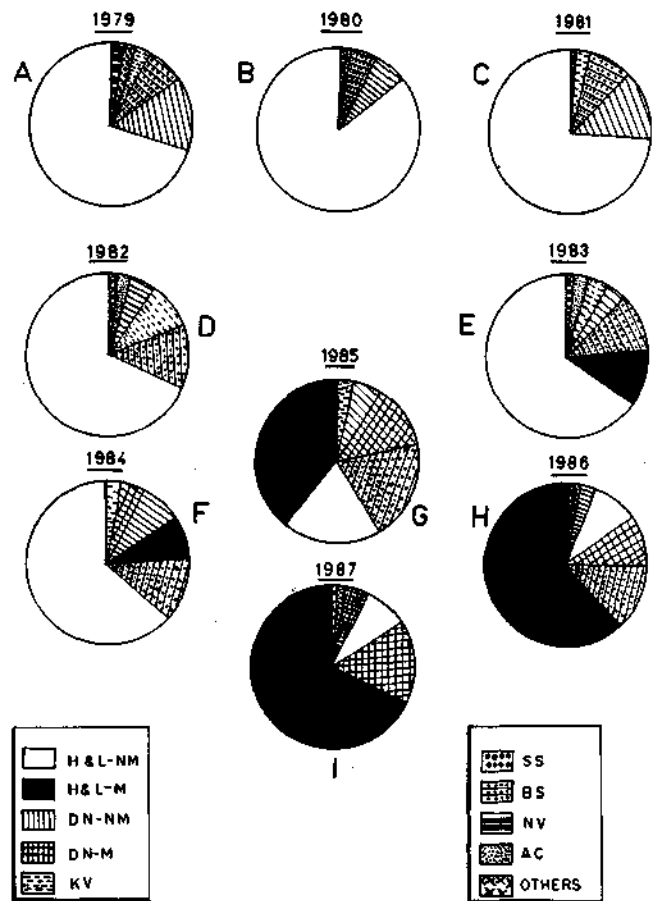 1979
1980
1981
A
B
C
1982
1983
D
E
1985
1984
1986
F
G
H
1987
I
H & L-NM
H & L-M
DN-NM
DN-M
KV
SS
BS
NV
AC
OTHERS